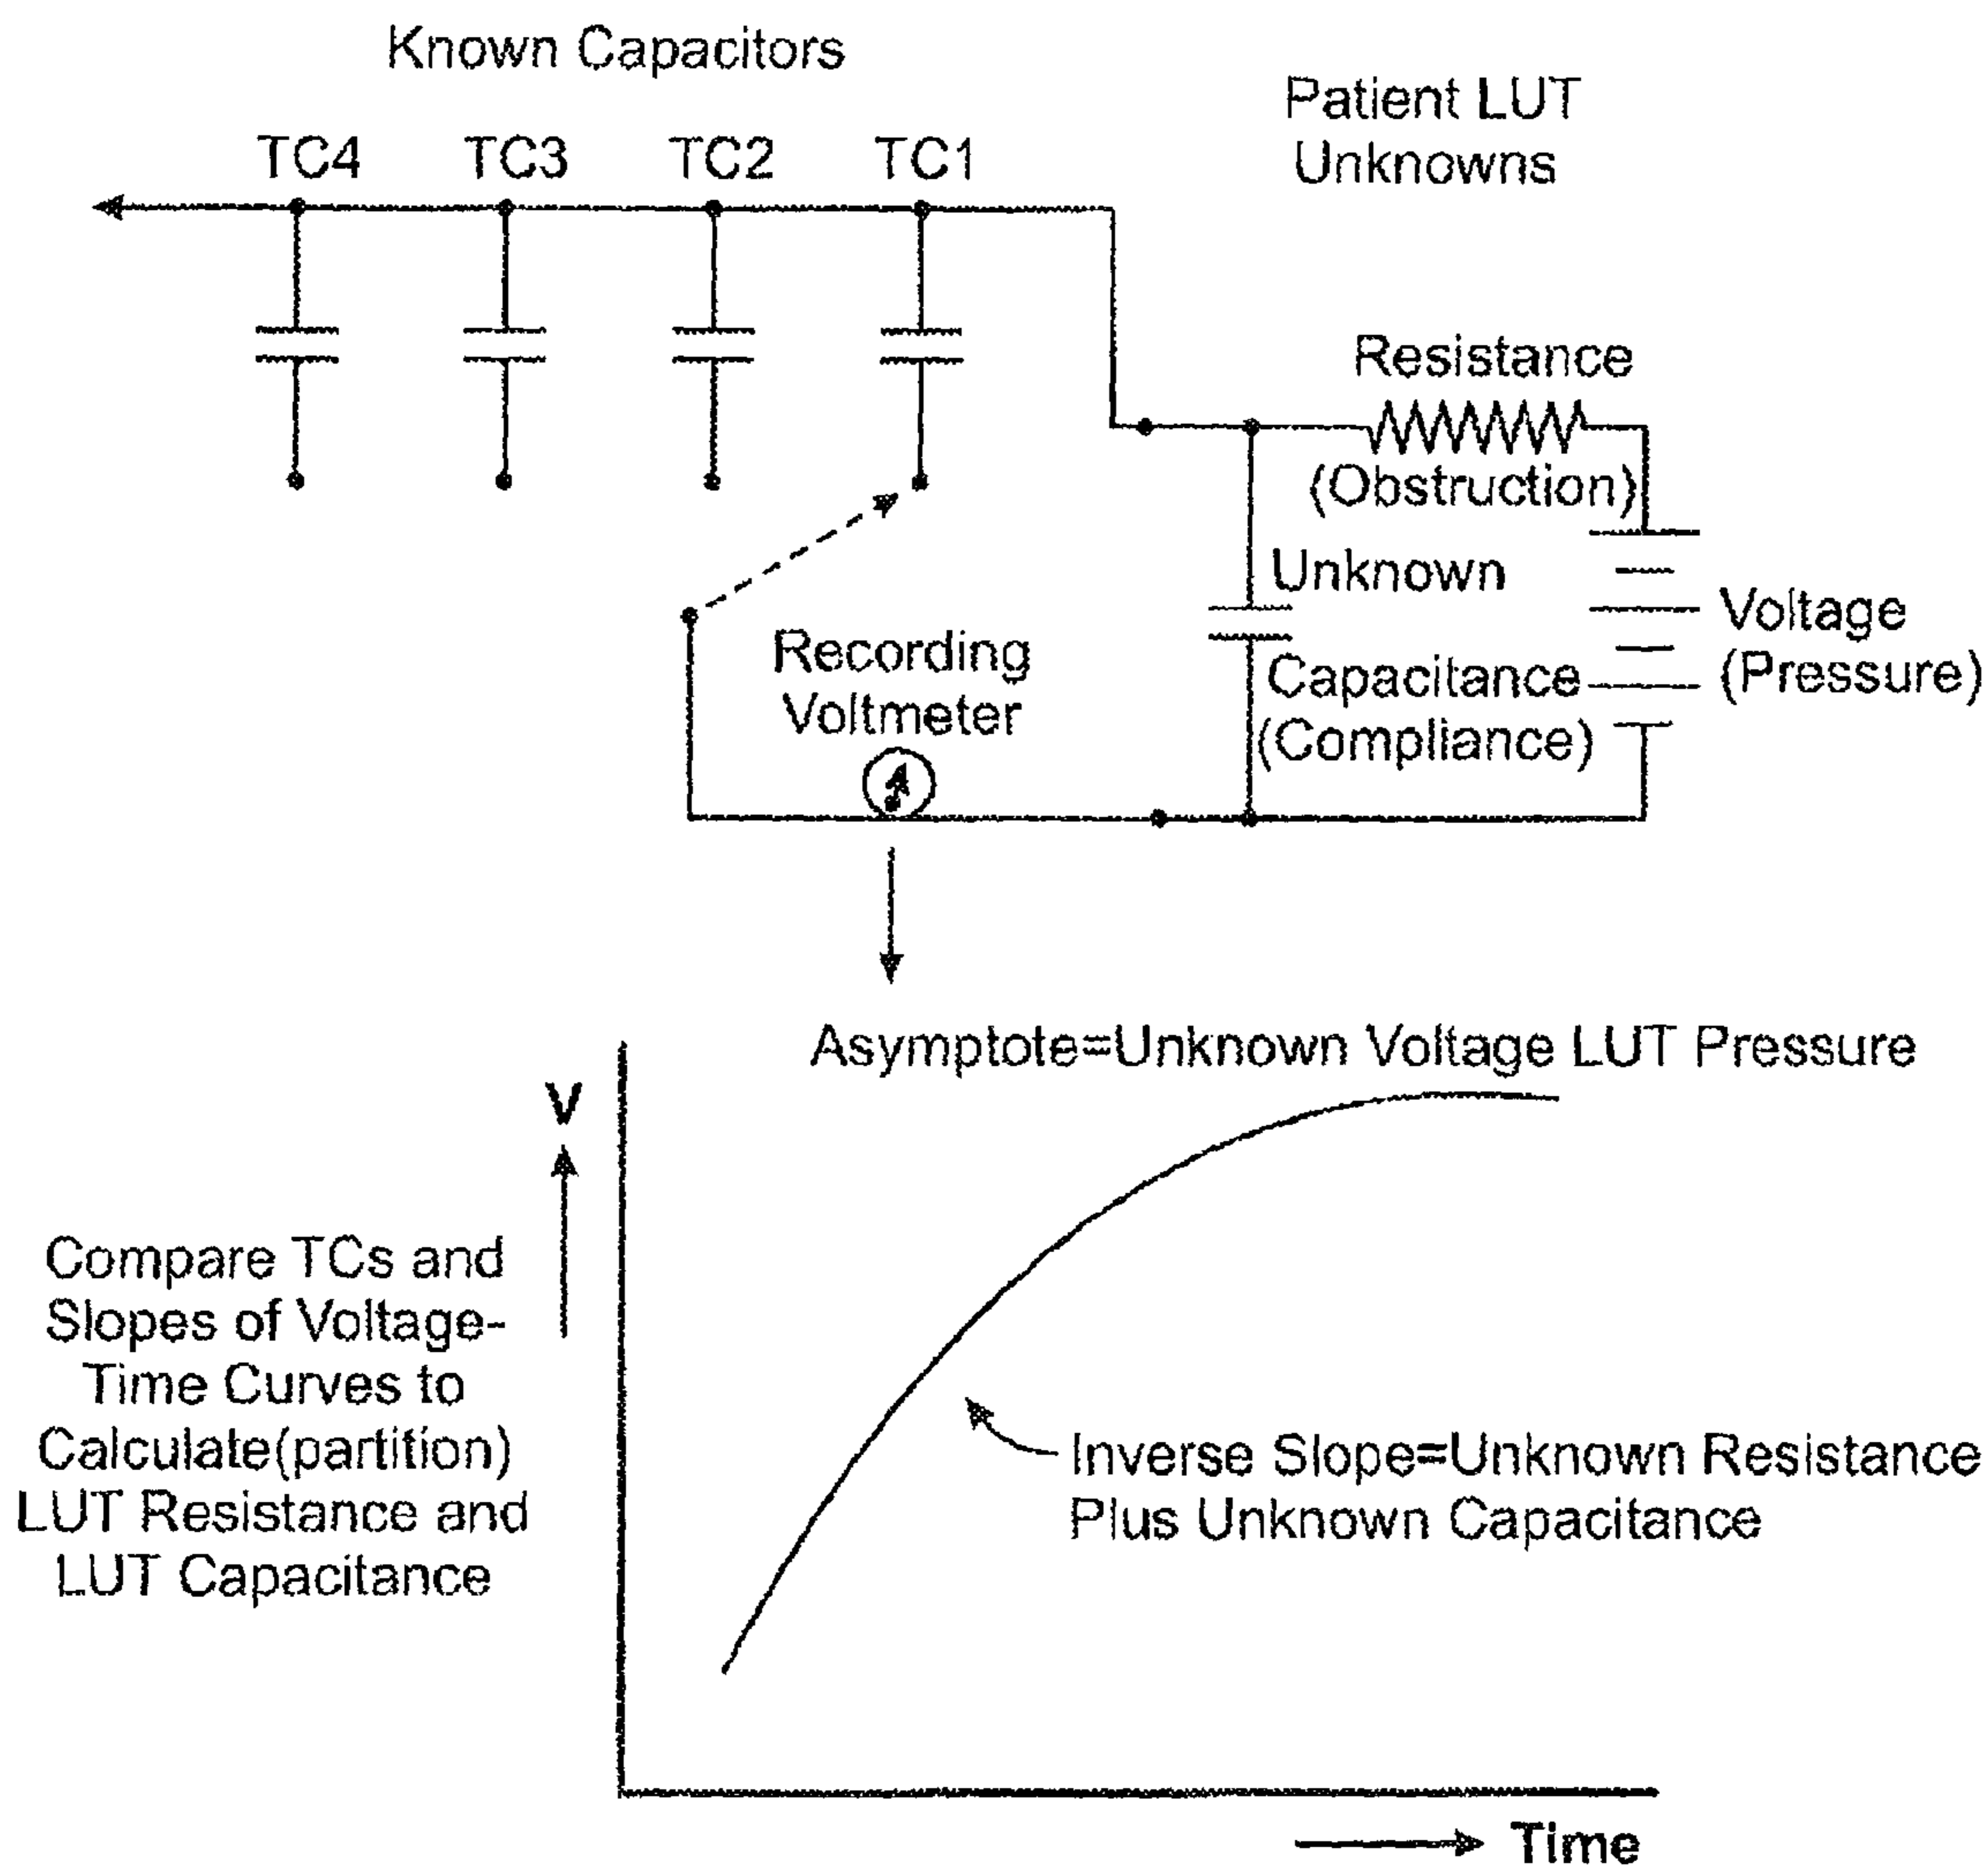 Known Capacitors
Patient LUT
Unknowns
TC4
TC3
TC2
TC1
Resistance
(Obstruction)
Unknown
Capacitance
(Compliance)
Voltage
(Pressure)
Recording
Voltmeter
Asymptote=Unknown Voltage LUT Pressure
V
Compare TCs and
Slopes of Voltage-
Time Curves to
Calculate(partition)
LUT Resistance and
LUT Capacitance
Inverse Slope=Unknown Resistance
Plus Unknown Capacitance
Time